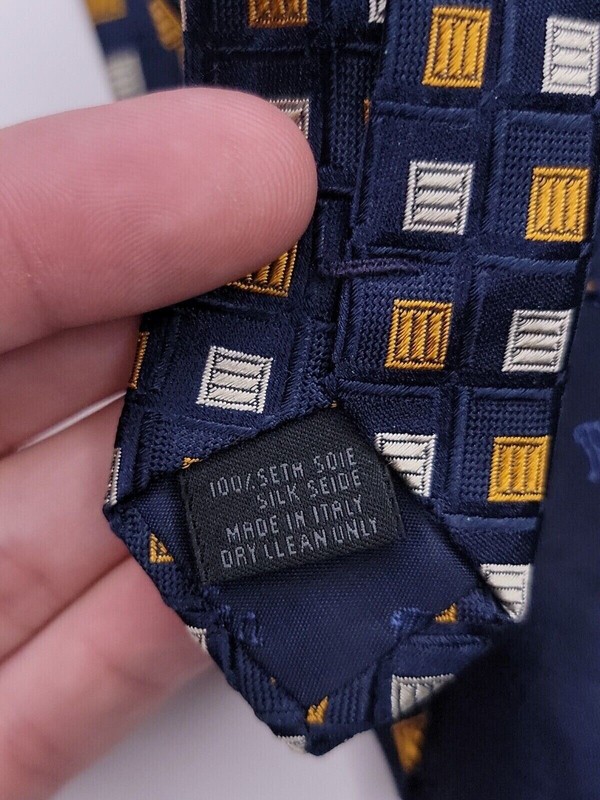 100% SETA SOIE
SILK SEIDE
MADE IN ITALY
DRY CLEAN ONLY